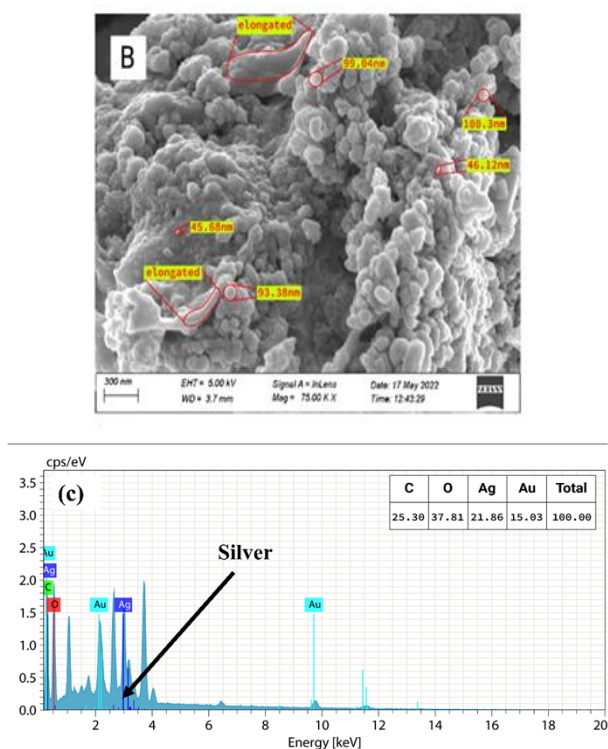 elongated
B
99.04nm
100.3nm
46.12nm
45.68nm
elongated
93.38nm
300 nm
EHT = 5.00 kV
WD = 3.7 mm
Signal A = InLens
Mag = 75.00 K X
Date: 17 May 2022
Time: 12:43:29
ZEISS
cps/eV
(c)
C O Ag Au Total
25.30 37.81 21.86 15.03 100.00
Silver
Au
Ag
C
O
Au
Ag
Au
3.5
3.0
2.5
2.0
1.5
1.0
0.5
0.0
2 4 6 8 10 12 14 16 18 20
Energy [keV]